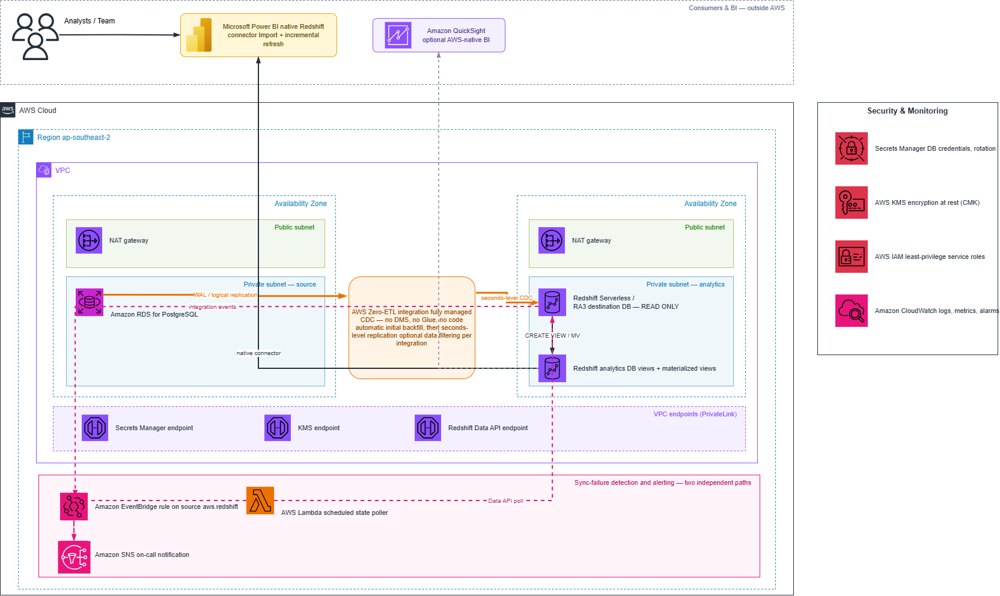 Consumers & BI — outside AWS
Analysts / Team
Microsoft Power BI native Redshift
connector Import + incremental
refresh
Amazon QuickSight
optional AWS-native BI
aws
AWS Cloud
Region ap-southeast-2
VPC
Availability Zone
Public subnet
NAT gateway
Private subnet — source
WAL / logical replication
integration events
Amazon RDS for PostgreSQL
native connector
AWS Zero-ETL integration fully managed
CDC — no DMS, no Glue, no code
automatic initial backfill, then seconds-
level replication optional data filtering per
integration
seconds-level CDC
Availability Zone
Public subnet
NAT gateway
Private subnet — analytics
Redshift Serverless /
RA3 destination DB — READ ONLY
CREATE VIEW / MV
Redshift analytics DB views + materialized views
VPC endpoints (PrivateLink)
Secrets Manager endpoint
KMS endpoint
Redshift Data API endpoint
Sync-failure detection and alerting — two independent paths
Amazon EventBridge rule on source aws.redshift
AWS Lambda scheduled state poller
Data API poll
Amazon SNS on-call notification
Security & Monitoring
Secrets Manager DB credentials, rotation
AWS KMS encryption at rest (CMK)
AWS IAM least-privilege service roles
Amazon CloudWatch logs, metrics, alarms